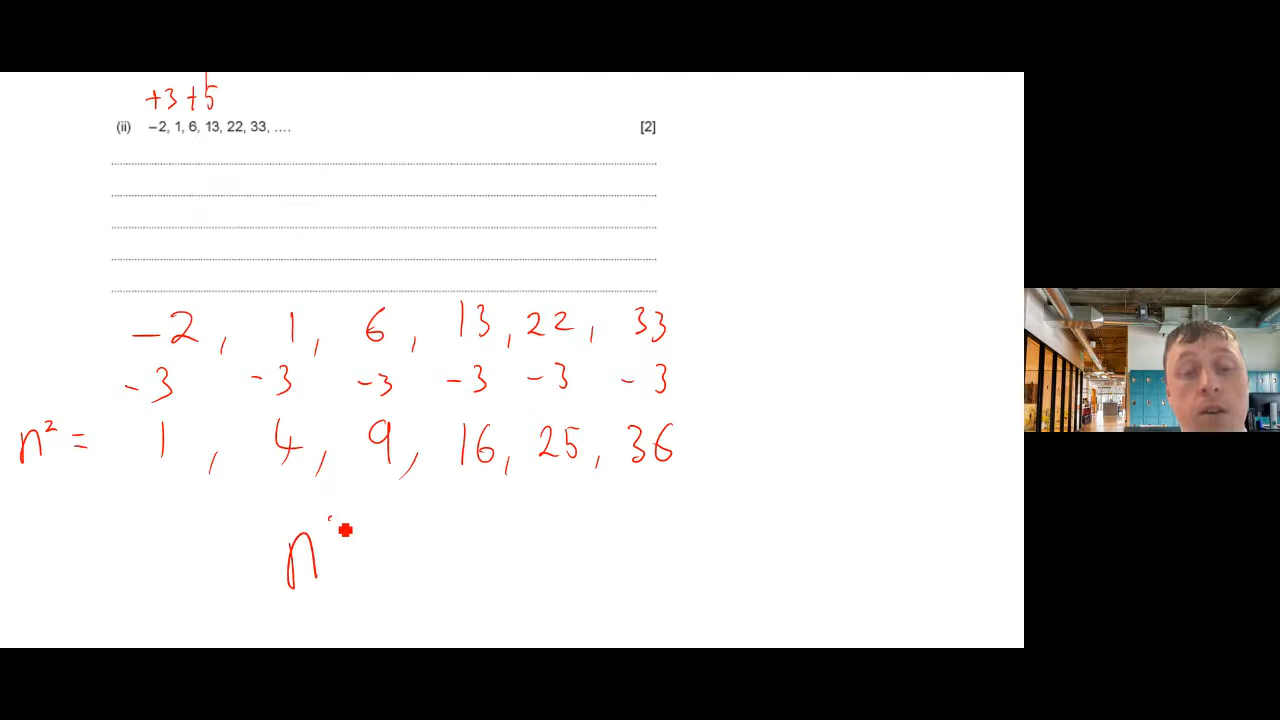 +3 +5
(ii) –2, 1, 6, 13, 22, 33, .... [2]
-2, 1, 6, 13, 22, 33
-3 -3 -3 -3 -3 -3
n² = 1, 4, 9, 16, 25, 36
n